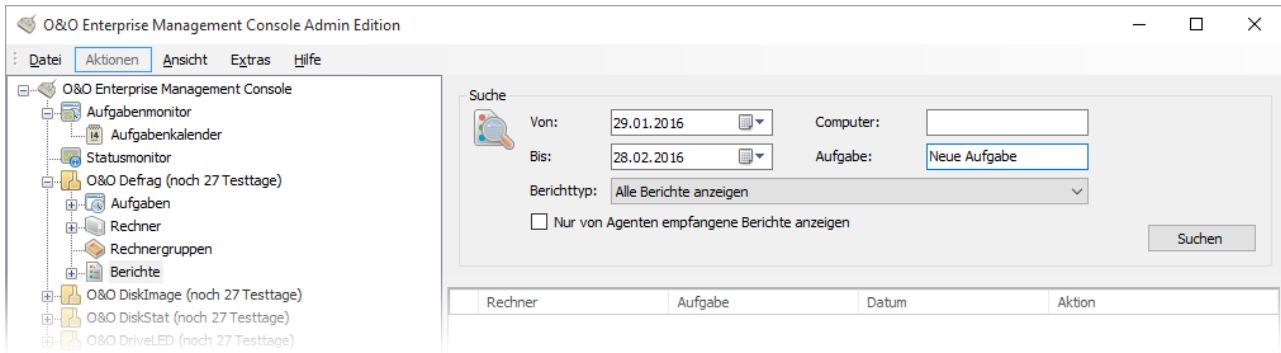 O&O Enterprise Management Console Admin Edition
Datei Aktionen Ansicht Extras Hilfe
O&O Enterprise Management Console
Aufgabenmonitor
14 Aufgabenkalender
Statusmonitor
O&O Defrag (noch 27 Testtage)
Aufgaben
Rechner
Rechnergruppen
Berichte
O&O DiskImage (noch 27 Testtage)
O&O DiskStat (noch 27 Testtage)
O&O DriveLED (noch 27 Testtage)
Suche
Von: 29.01.2016 Computer:
Bis: 28.02.2016 Aufgabe: Neue Aufgabe
Berichttyp: Alle Berichte anzeigen
Nur von Agenten empfangene Berichte anzeigen
Suchen
Rechner Aufgabe Datum Aktion